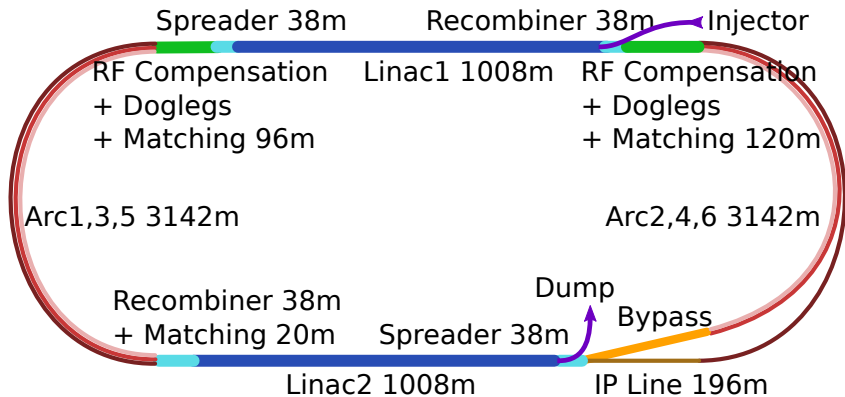 Spreader 38m
Recombiner 38m
Injector
RF Compensation
+ Doglegs
+ Matching 96m
Linac1 1008m
RF Compensation
+ Doglegs
+ Matching 120m
Arc1,3,5 3142m
Arc2,4,6 3142m
Recombiner 38m
+ Matching 20m
Spreader 38m
Dump
Bypass
Linac2 1008m
IP Line 196m